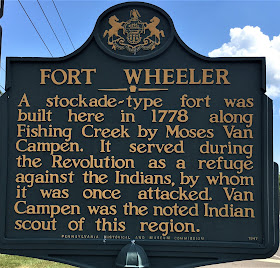 FORT WHEELER
A stockade-type fort was
built here in 1778 along
Fishing Creek by Moses Van
Campen. It served during
the Revolution as a refuge
against the Indians, by whom
it was once attacked. Van
Campen was the noted Indian
scout of this region.
PENNSYLVANIA HISTORICAL AND MUSEUM COMMISSION